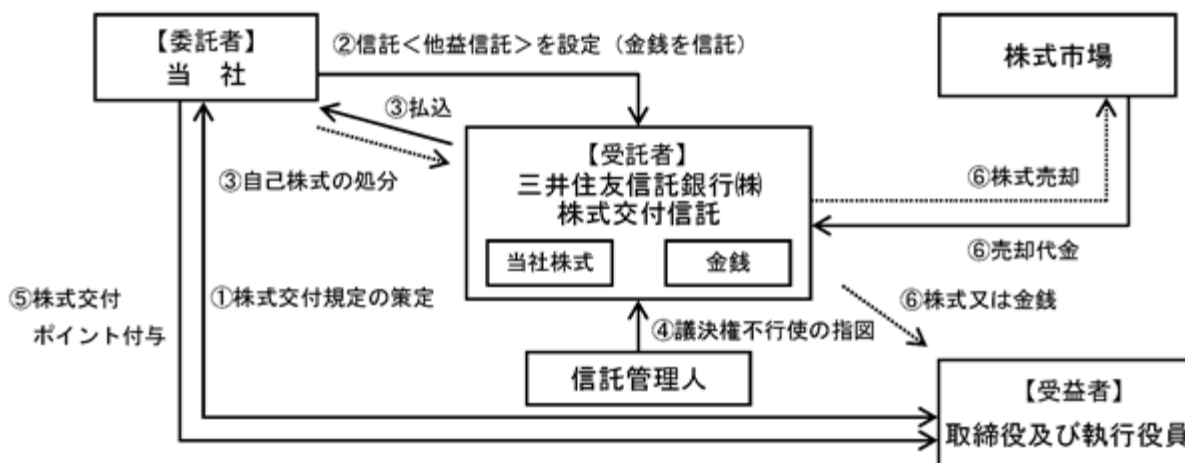 【委託者】
当　社
②信託＜他益信託＞を設定（金銭を信託）
株式市場
③払込
③自己株式の処分
【受託者】
三井住友信託銀行㈱
株式交付信託
当社株式
金銭
⑥株式売却
⑥売却代金
⑤株式交付
ポイント付与
①株式交付規定の策定
⑥株式又は金銭
④議決権不行使の指図
信託管理人
【受益者】
取締役及び執行役員